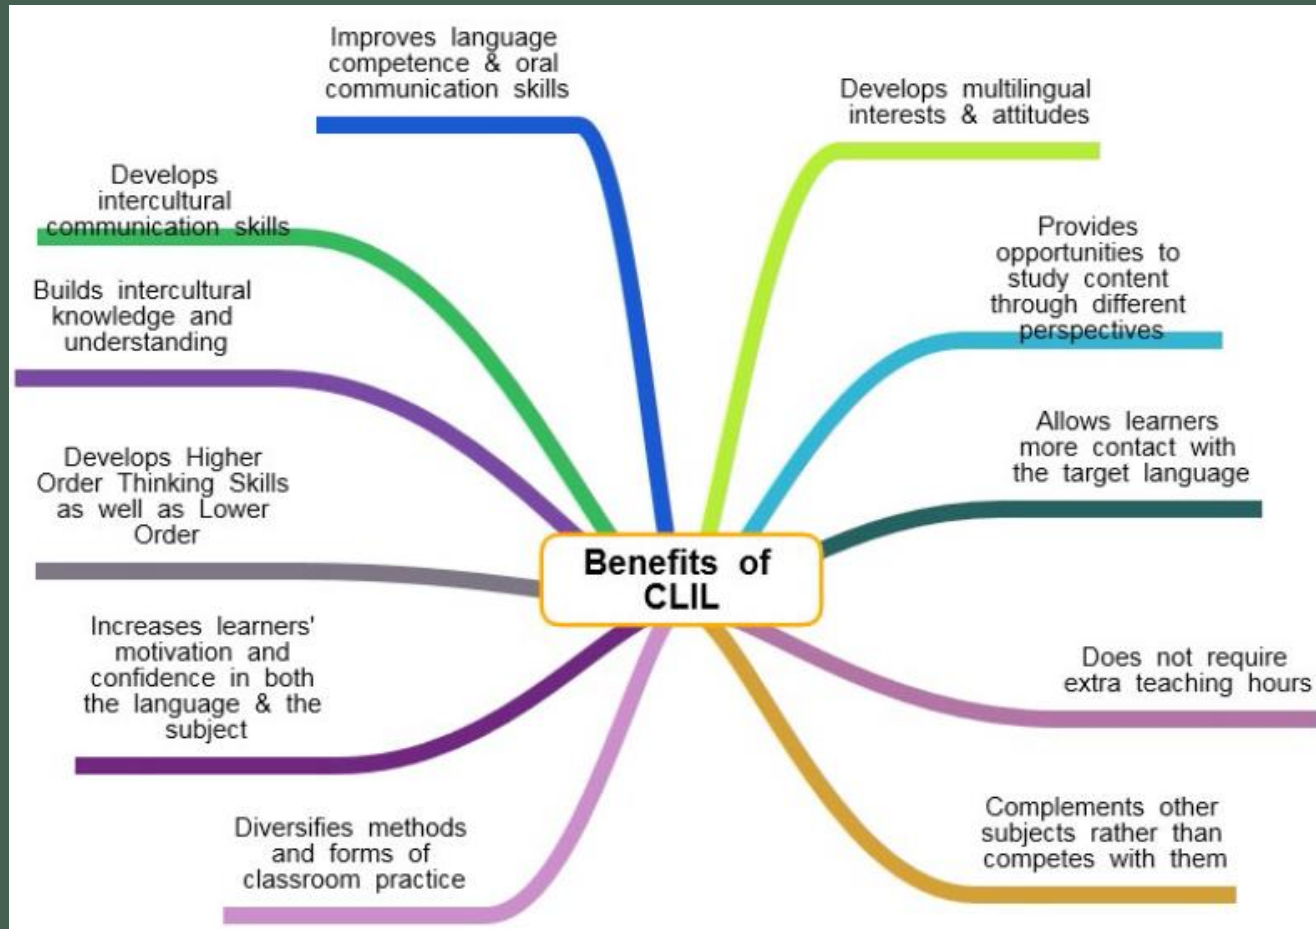 Improves language
competence & oral
communication skills
Develops multilingual
interests & attitudes
Develops
intercultural
communication skills
Provides
opportunities to
study content
through different
perspectives
Builds intercultural
knowledge and
understanding
Allows learners
more contact with
the target language
Develops Higher
Order Thinking Skills
as well as Lower
Order
Benefits of
CLIL
Increases learners'
motivation and
confidence in both
the language & the
subject
Does not require
extra teaching hours
Diversifies methods
and forms of
classroom practice
Complements other
subjects rather than
competes with them